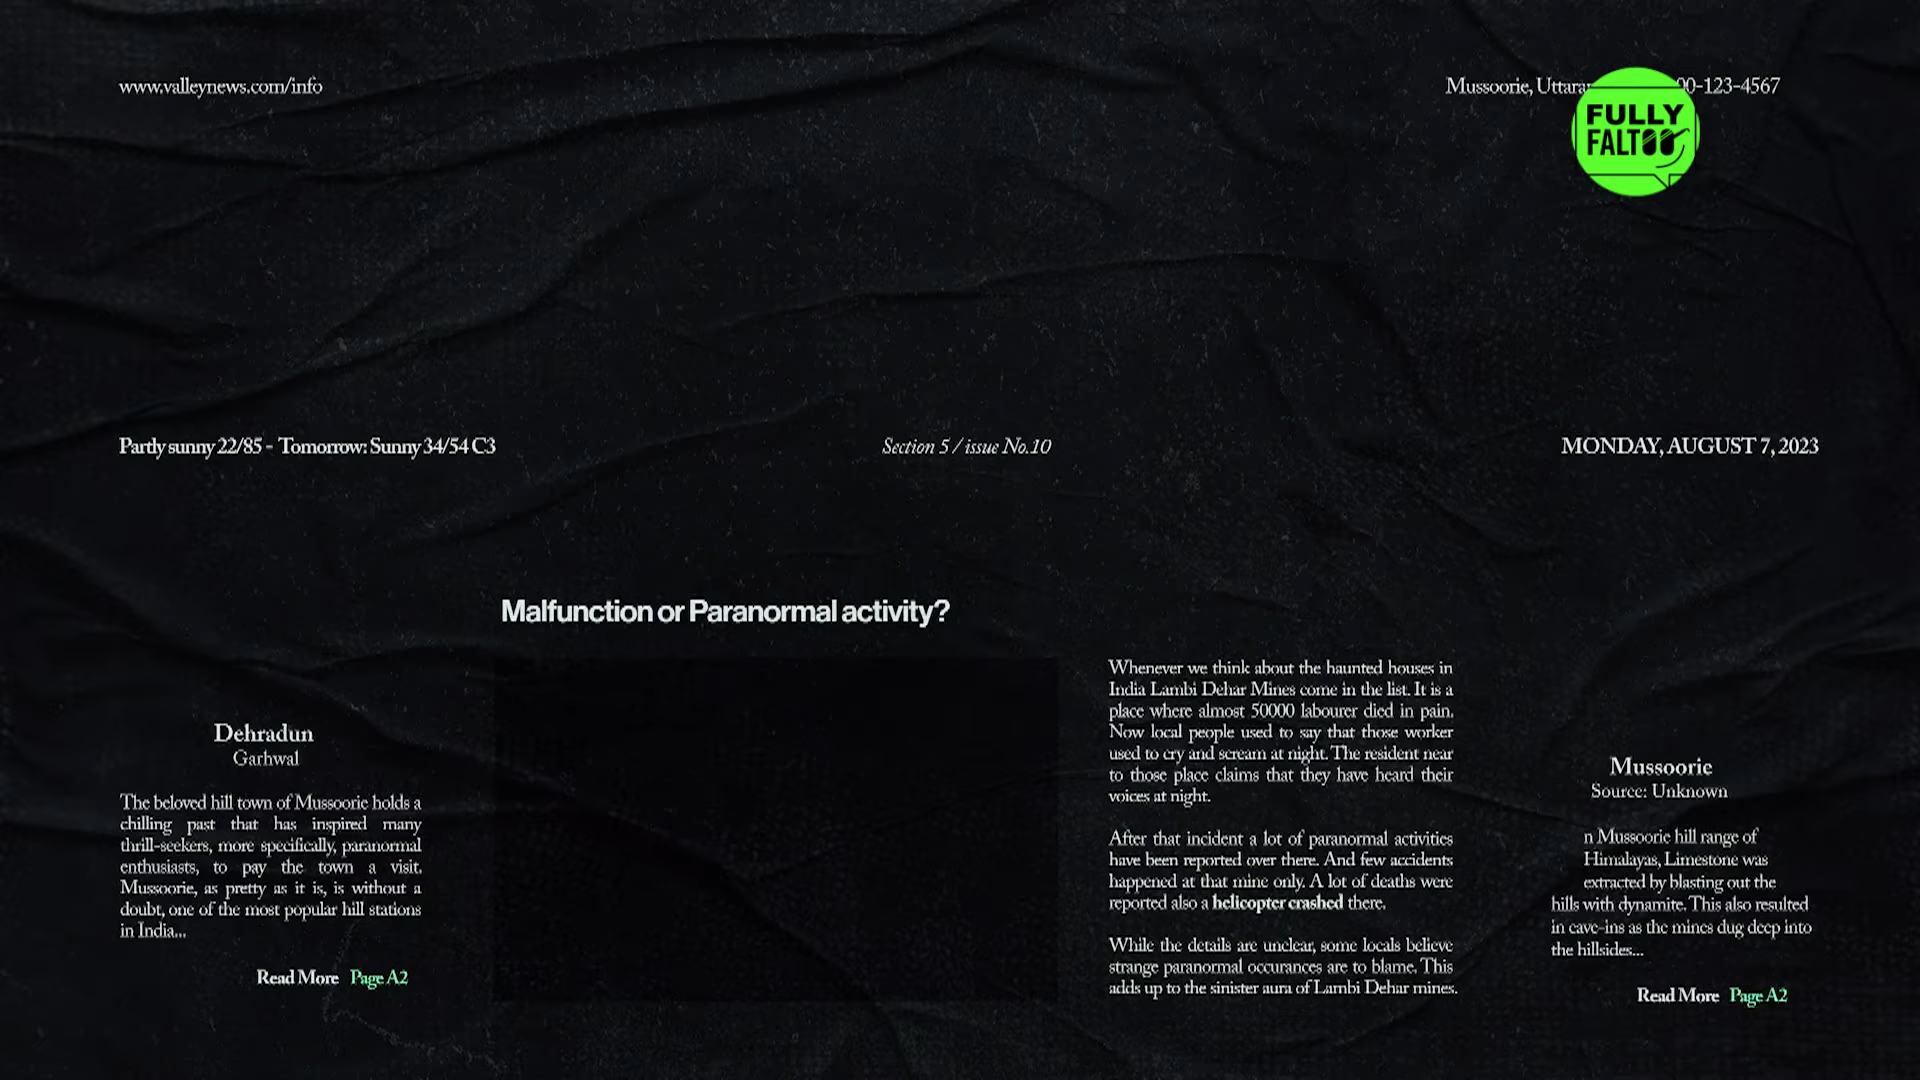 www.valleynews.com/info
Mussoorie, 00-123-4567
FULLY
FALTOO
Partly sunny 22/85 - Tomorrow: Sunny 34/54 C3
Section 5 / issue No.10
MONDAY, AUGUST 7, 2023
Malfunction or Paranormal activity?
Dehradun
Garhwal
The beloved hill town of Mussoorie holds a
chilling past that has inspired many
thrill-seekers, more specifically, paranormal
enthusiasts, to pay the town a visit.
Mussoorie, as pretty as it is, is without a
doubt, one of the most popular hill stations
in India...
Read More Page A2
Whenever we think about the haunted houses in
India Lambi Dehar Mines come in the list. It is a
place where almost 50000 labourer died in pain.
Now local people used to say that those worker
used to cry and scream at night. The resident near
to those place claims that they have heard their
voices at night.
After that incident a lot of paranormal activities
have been reported over there. And few accidents
happened at that mine only. A lot of deaths were
reported also a helicopter crashed there.
While the details are unclear, some locals believe
strange paranormal occurances are to blame. This
adds up to the sinister aura of Lambi Dehar mines.
Mussoorie
Source: Unknown
n Mussoorie hill range of
Himalayas, Limestone was
extracted by blasting out the
hills with dynamite. This also resulted
in cave-ins as the mines dug deep into
the hillsides...
Read More Page A2